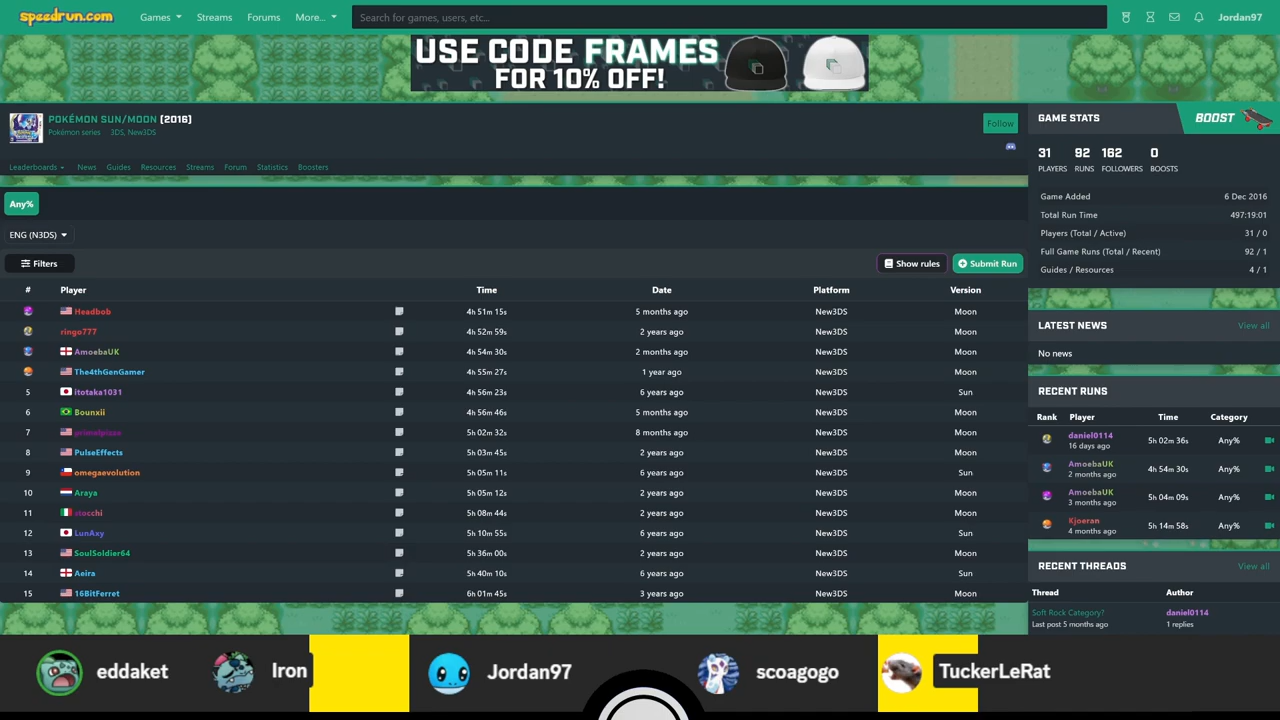 speedrun.com Games Streams Forums More... Search for games, users, etc... Jordan97
USE CODE FRAMES
FOR 10% OFF!
POKÉMON SUN/MOON (2016)
Pokémon series 3DS, New3DS
Follow
Leaderboards News Guides Resources Streams Forum Statistics Boosters
Any%
ENG (N3DS)
Filters Show rules Submit Run
# Player Time Date Platform Version
Headbob 4h 51m 15s 5 months ago New3DS Moon
ringo777 4h 52m 59s 2 years ago New3DS Moon
AmoebaUK 4h 54m 30s 2 months ago New3DS Moon
The4thGenGamer 4h 55m 27s 1 year ago New3DS Moon
5 itotaka1031 4h 56m 23s 6 years ago New3DS Sun
6 Bounxii 4h 56m 46s 5 months ago New3DS Moon
7 5h 02m 32s 8 months ago New3DS Moon
8 PulseEffects 5h 03m 45s 2 years ago New3DS Moon
9 omegaevolution 5h 05m 11s 6 years ago New3DS Sun
10 Araya 5h 05m 12s 2 years ago New3DS Moon
11 stocchi 5h 08m 44s 2 years ago New3DS Moon
12 LunAxy 5h 10m 55s 6 years ago New3DS Sun
13 SoulSoldier64 5h 36m 00s 2 years ago New3DS Moon
14 Aeira 5h 40m 10s 6 years ago New3DS Sun
15 16BitFerret 6h 01m 45s 3 years ago New3DS Moon
GAME STATS BOOST
31 92 162 0
PLAYERS RUNS FOLLOWERS BOOSTS
Game Added 6 Dec 2016
Total Run Time 497:19:01
Players (Total / Active) 31 / 0
Full Game Runs (Total / Recent) 92 / 1
Guides / Resources 4 / 1
LATEST NEWS View all
No news
RECENT RUNS
Rank Player Time Category
daniel0114 5h 02m 36s Any%
16 days ago
AmoebaUK 4h 54m 30s Any%
2 months ago
AmoebaUK 5h 04m 09s Any%
3 months ago
Kjoeran 5h 14m 58s Any%
4 months ago
RECENT THREADS View all
Thread Author
Soft Rock Category? daniel0114
Last post 5 months ago 1 replies
eddaket Iron Jordan97 scoagogo TuckerLeRat